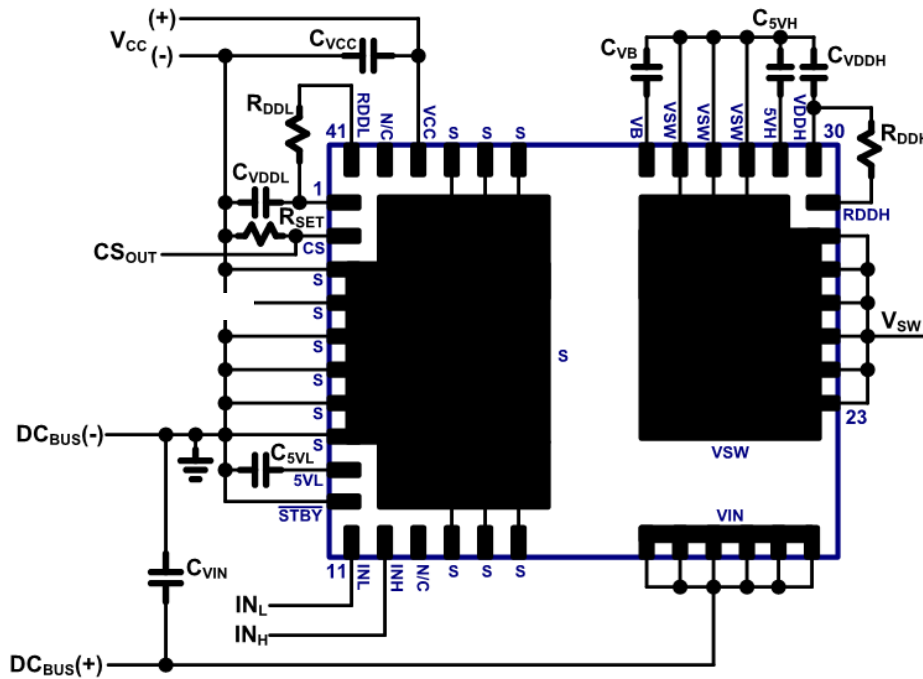 (+)
VCC (-)
CVCC
C5VH
CVB
CVDDH
RDDL
41
RDDL
N/C
VCC
S
S
S
VB
VSW
VSW
VSW
5VH
VDDH
30
RDDH
CVDDL
1
RSET
RDDH
CSOUT
CS
S
S
S
S
S
S
S
VSW
23
VSW
DCBUS(-)
C5VL
5VL
STBY
VIN
CVIN
11
INL
INH
N/C
S
S
S
INL
INH
DCBUS(+)